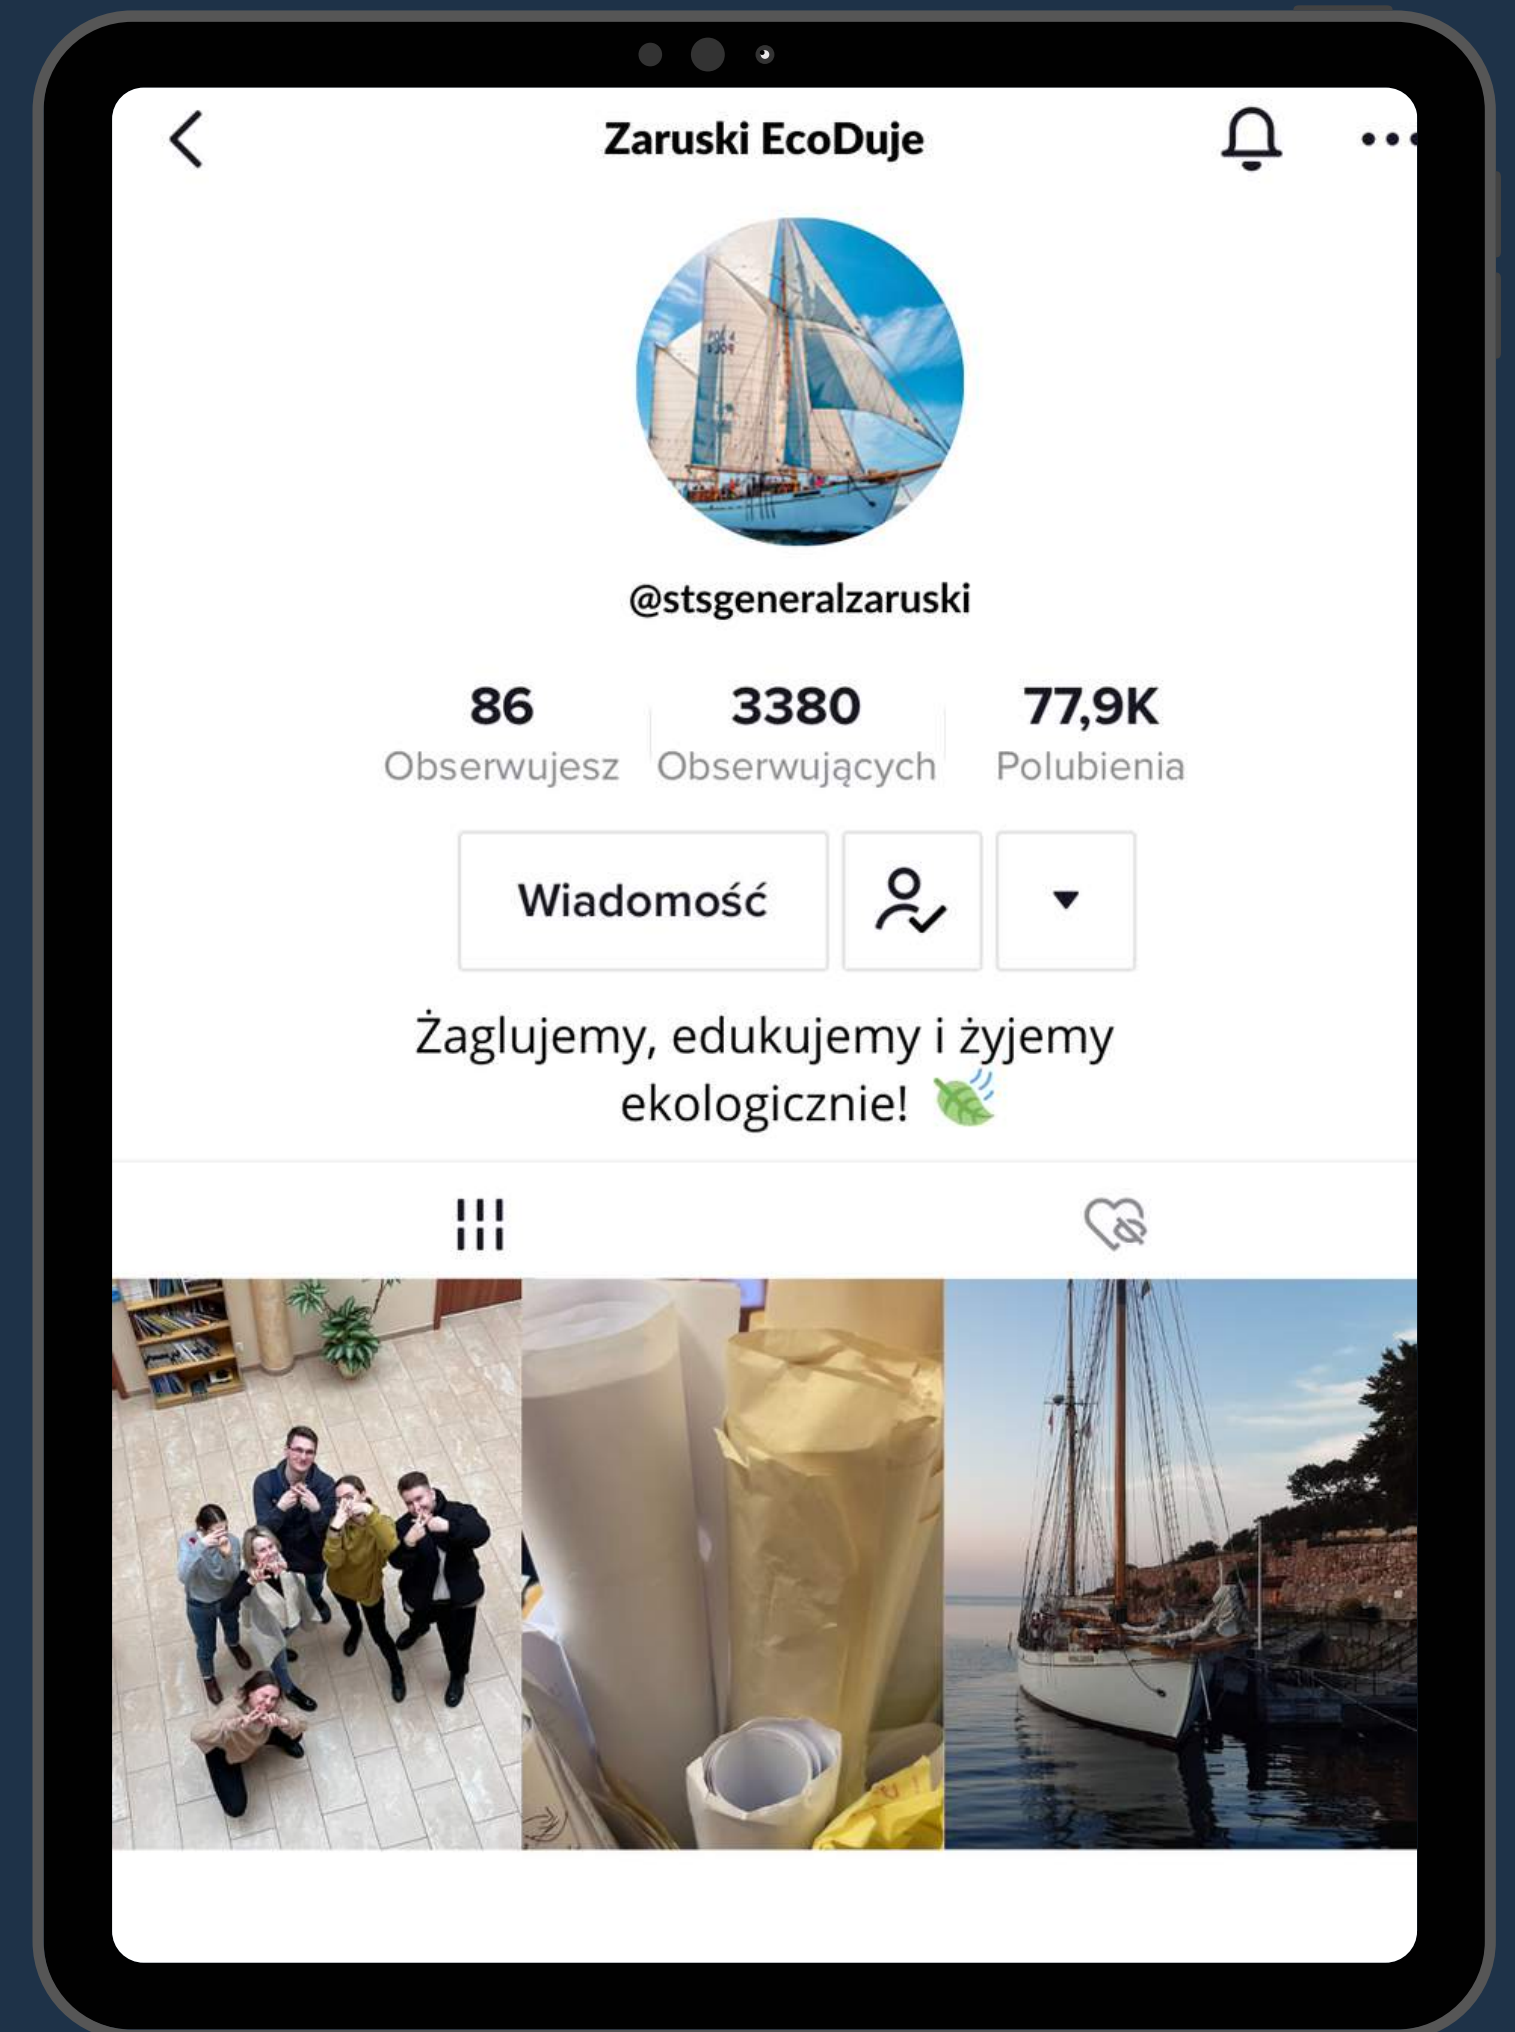 Zaruski EcoDuje
@stsgeneralzaruski
86 3380 77,9K
Obserwujesz Obserwujących Polubienia
Wiadomość
Żaglujemy, edukujemy i żyjemy
ekologicznie!